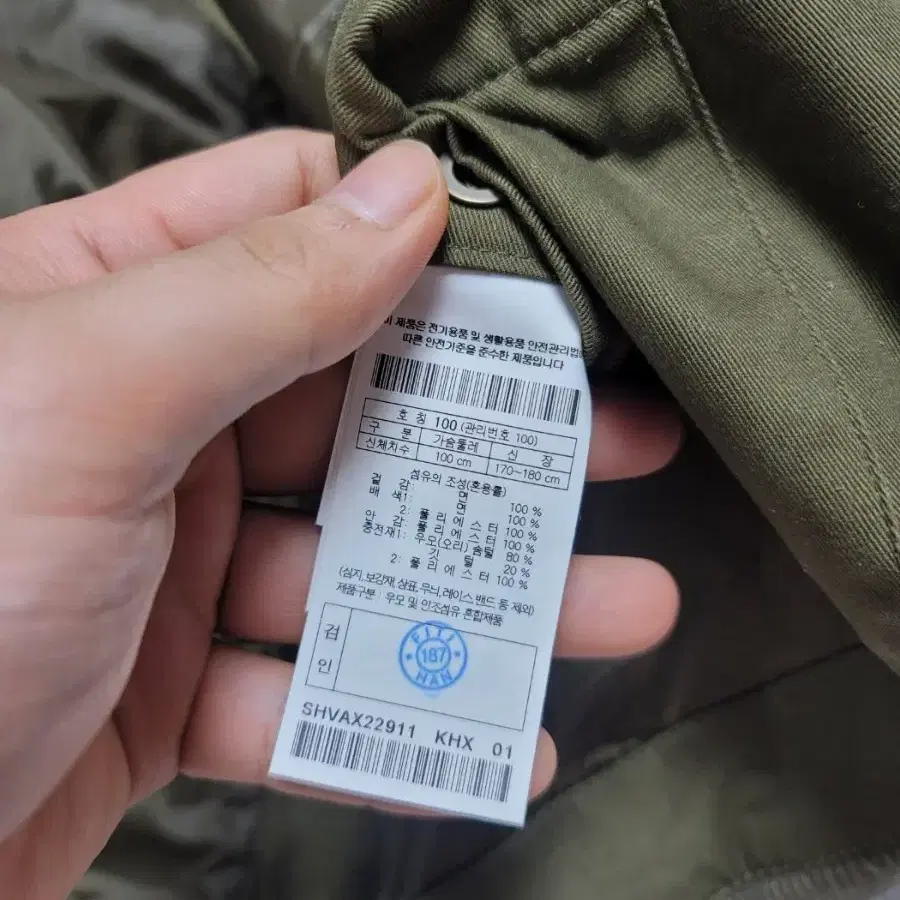 이 제품은 전기용품 및 생활용품 안전관리법에
따른 안전기준을 준수한 제품입니다
호 칭 100 (관리번호 100)
구 분 가슴둘레 신 장
신체치수 100 cm 170~180 cm
섬유의 조성(혼용률)
겉 감: 면 100 %
배 색1: 면 100 %
2: 폴 리 에 스 터 100 %
안 감: 폴 리 에 스 터 100 %
충전재1: 우모(오리) 솜털 80 %
깃 털 20 %
2: 폴 리 에 스 터 100 %
(심지,보강재,상표,무늬,레이스 밴드 등 제외)
제품구분 : 우모 및 인조섬유 혼합제품
검 인
FITI
187
HAN
SHVAX22911 KHX 01